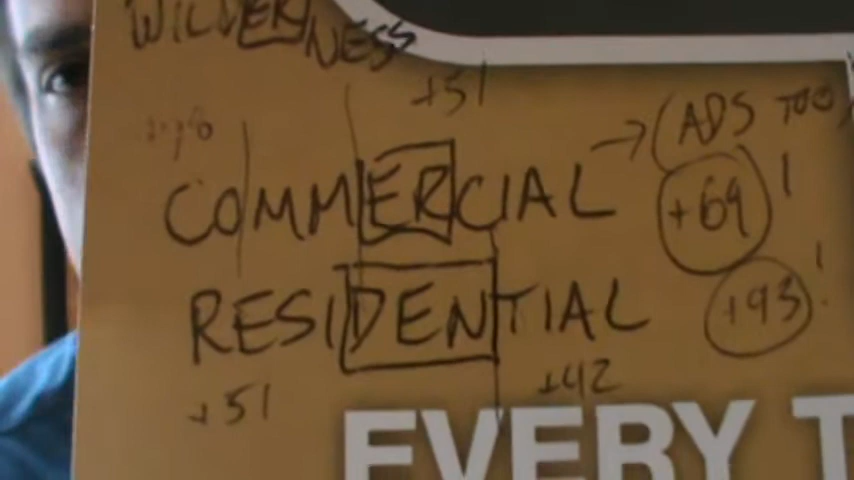 WILDERNESS
+51
(ADS TOO)
COMMERCIAL → +69 !
RESIDENTIAL +93 !
+51 +42
EVERY T